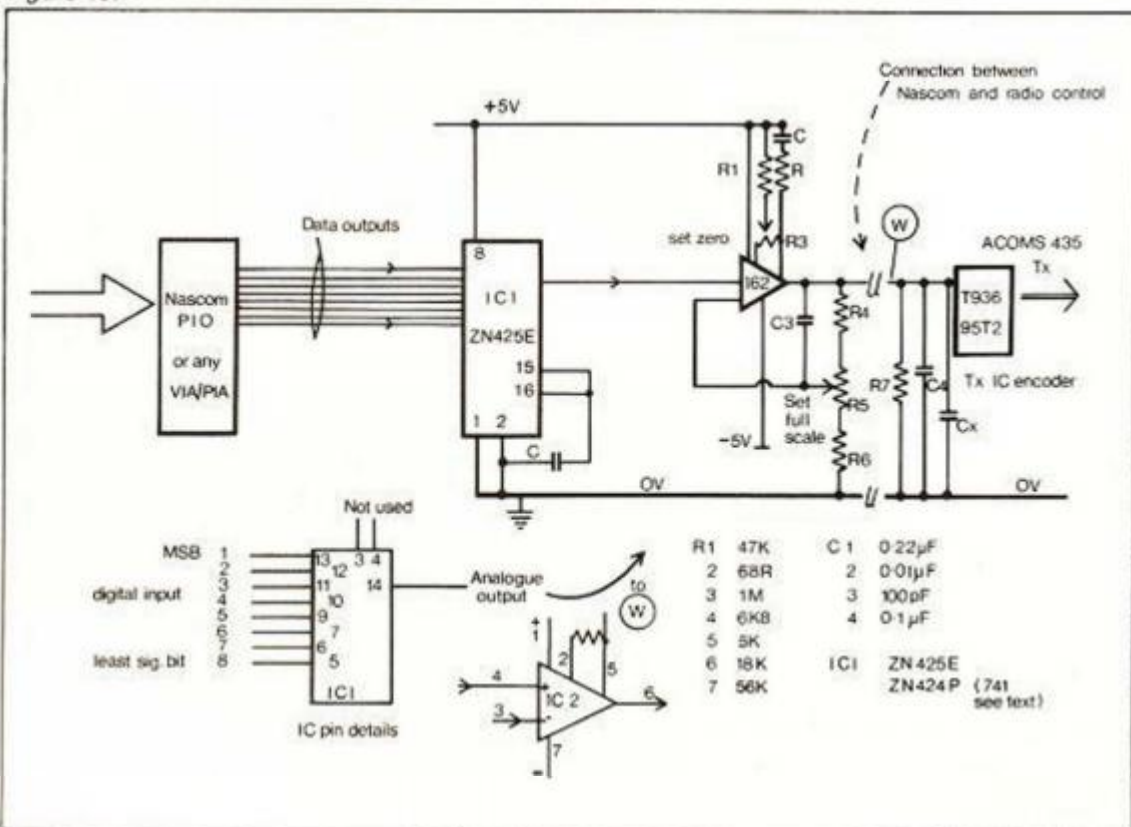 Connection between
Nascom and radio control
+5V
C
R1
R
Data outputs
set zero
R3
W
ACOMS 435
Tx
8
Nascom
PIO
or any
VIA/PIA
IC1
ZN425E
162
T936
95T2
C3
R4
15
16
R7
C4
Tx IC encoder
Set
full
scale
R5
Cx
1 2
C
-5V
R6
OV
OV
Not used
MSB 1
2
digital input 3
4
5
6
7
least sig. bit 8
13 3 4
12
11 14
10
9
7
6
5
IC1
IC pin details
Analogue
output
to
W
+
1
2
5
4
+
IC 2
6
3
-
7
-
R1 47K C1 0·22µF
2 68R 2 0·01µF
3 1M 3 100pF
4 6K8 4 0·1µF
5 5K
6 18K IC1 ZN425E
7 56K ZN424P (741
see text)